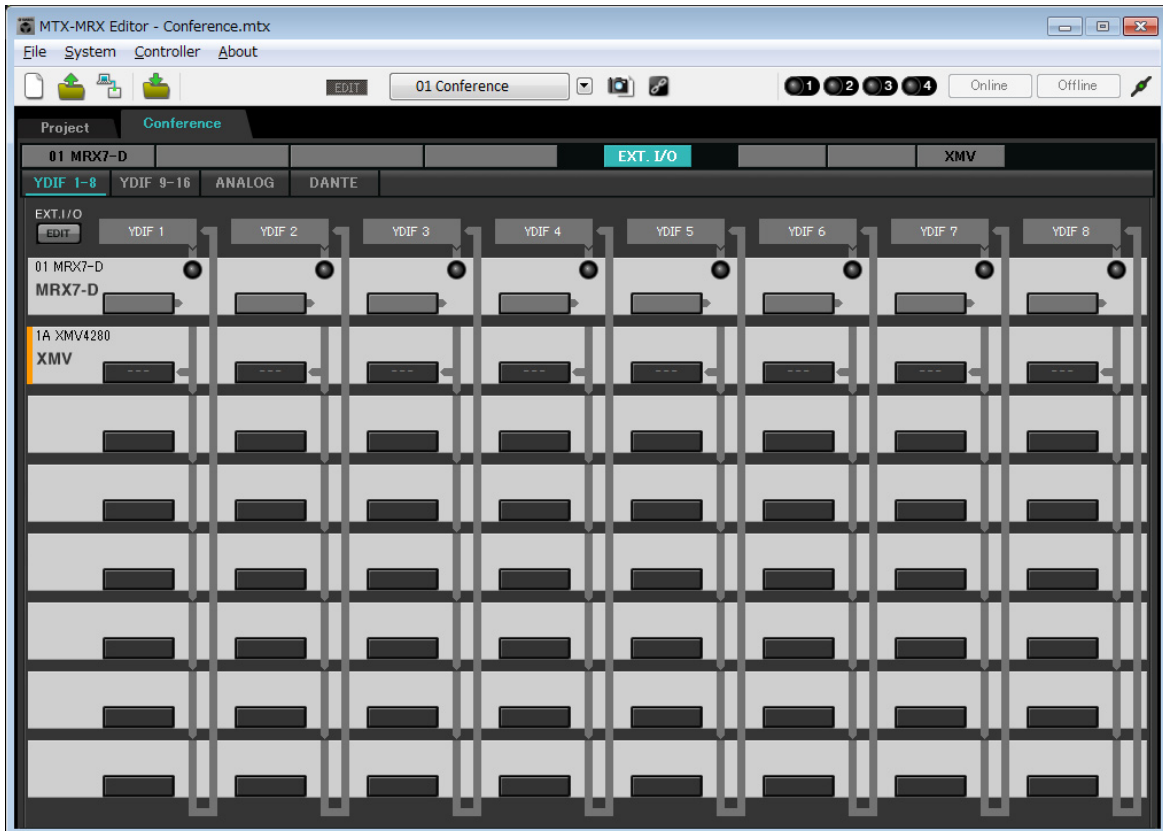 MTX-MRX Editor - Conference.mtx
File System Controller About
EDIT 01 Conference 1 2 3 4 Online Offline
Project Conference
01 MRX7-D EXT. I/O XMV
YDIF 1-8 YDIF 9-16 ANALOG DANTE
EXT.I/O
EDIT YDIF 1 YDIF 2 YDIF 3 YDIF 4 YDIF 5 YDIF 6 YDIF 7 YDIF 8
01 MRX7-D
MRX7-D
1A XMV4280
XMV
--- --- --- --- --- --- --- ---